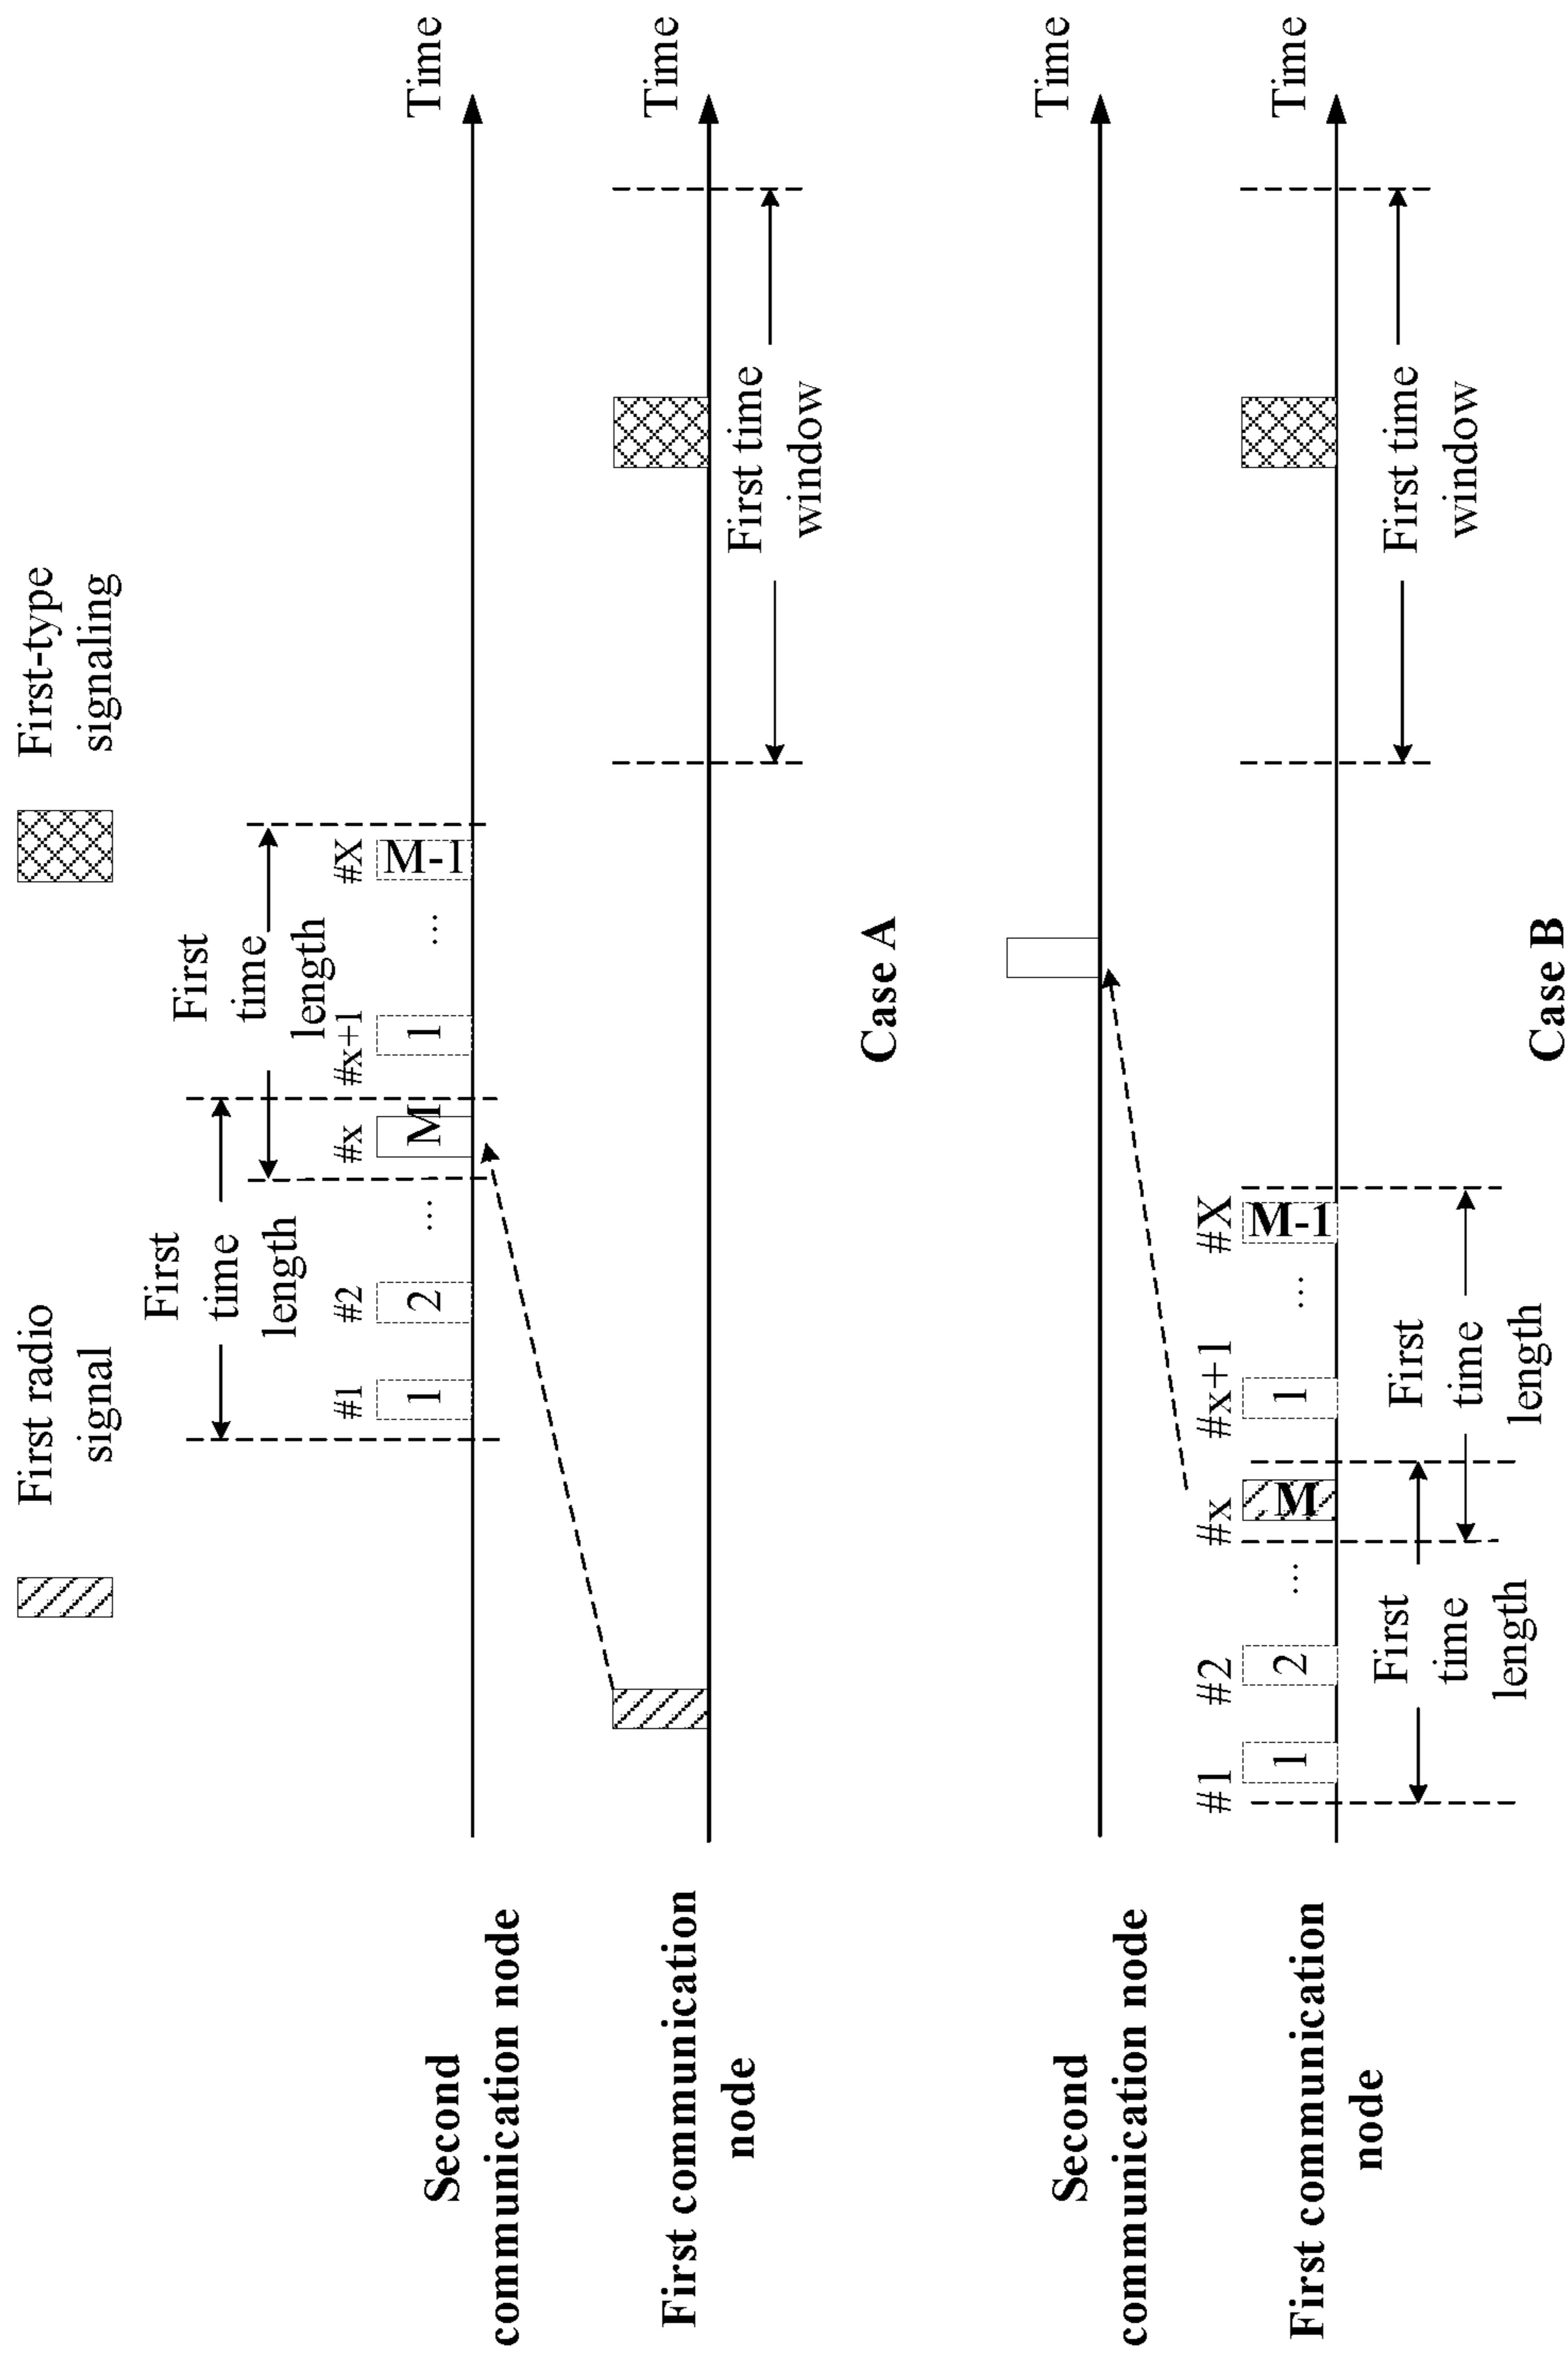 First radio
signal
First-type
signaling
First
time
length
First
time
length
#1
#2
#x
#x+1
#X
1
2
...
M
1
...
M-1
Time
Second
communication node
Time
First communication
node
First time
window
Case A
Time
Second
communication node
#1
#2
#x
#x+1
#X
1
2
...
M
1
...
M-1
Time
First communication
node
First
time
length
First
time
length
First time
window
Case B